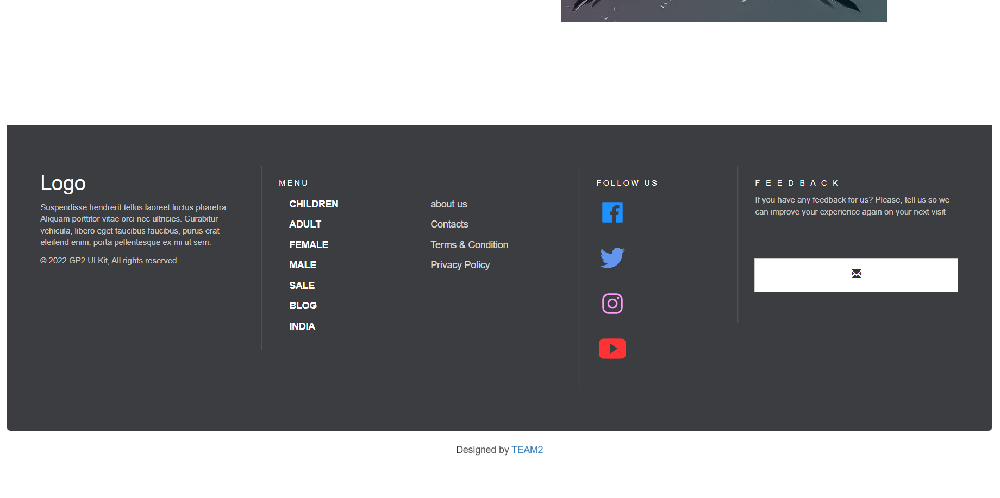 Logo
Suspendisse hendrerit tellus laoreet luctus pharetra.
Aliquam porttitor vitae orci nec ultricies. Curabitur
vehicula, libero eget faucibus faucibus, purus erat
eleifend enim, porta pellentesque ex mi ut sem.
© 2022 GP2 UI Kit, All rights reserved
MENU —
CHILDREN
ADULT
FEMALE
MALE
SALE
BLOG
INDIA
about us
Contacts
Terms & Condition
Privacy Policy
FOLLOW US
F E E D B A C K
If you have any feedback for us? Please, tell us so we
can improve your experience again on your next visit
Designed by TEAM2